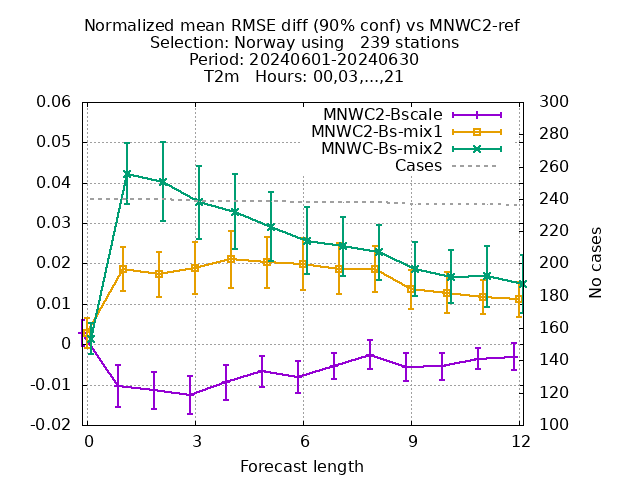 Normalized mean RMSE diff (90% conf) vs MNWC2-ref
Selection: Norway using   239 stations
Period: 20240601-20240630
T2m   Hours: 00,03,...,21
MNWC2-Bscale
MNWC2-Bs-mix1
MNWC-Bs-mix2
Cases
0.06
0.05
0.04
0.03
0.02
0.01
0
-0.01
-0.02
300
280
260
240
220
200
180
160
140
120
100
No cases
0 3 6 9 12
Forecast length